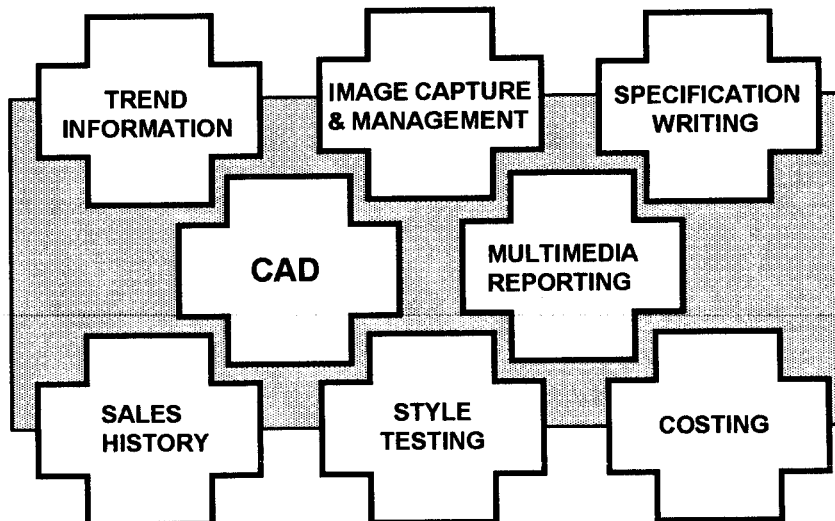 TREND
INFORMATION
IMAGE CAPTURE
& MANAGEMENT
SPECIFICATION
WRITING
CAD
MULTIMEDIA
REPORTING
SALES
HISTORY
STYLE
TESTING
COSTING